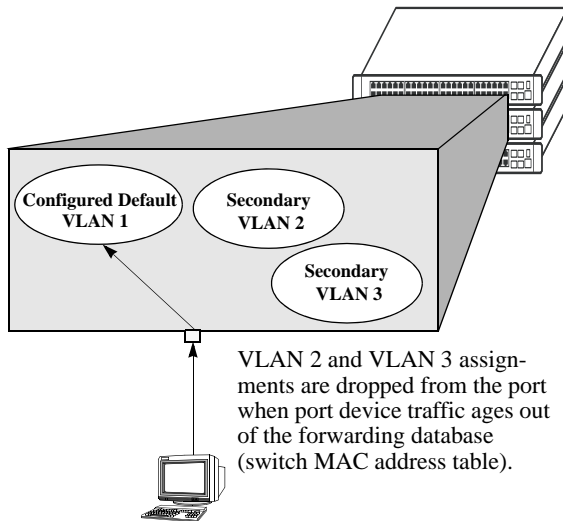 Configured Default
VLAN 1
Secondary
VLAN 2
Secondary
VLAN 3
VLAN 2 and VLAN 3 assign-
ments are dropped from the port
when port device traffic ages out
of the forwarding database
(switch MAC address table).